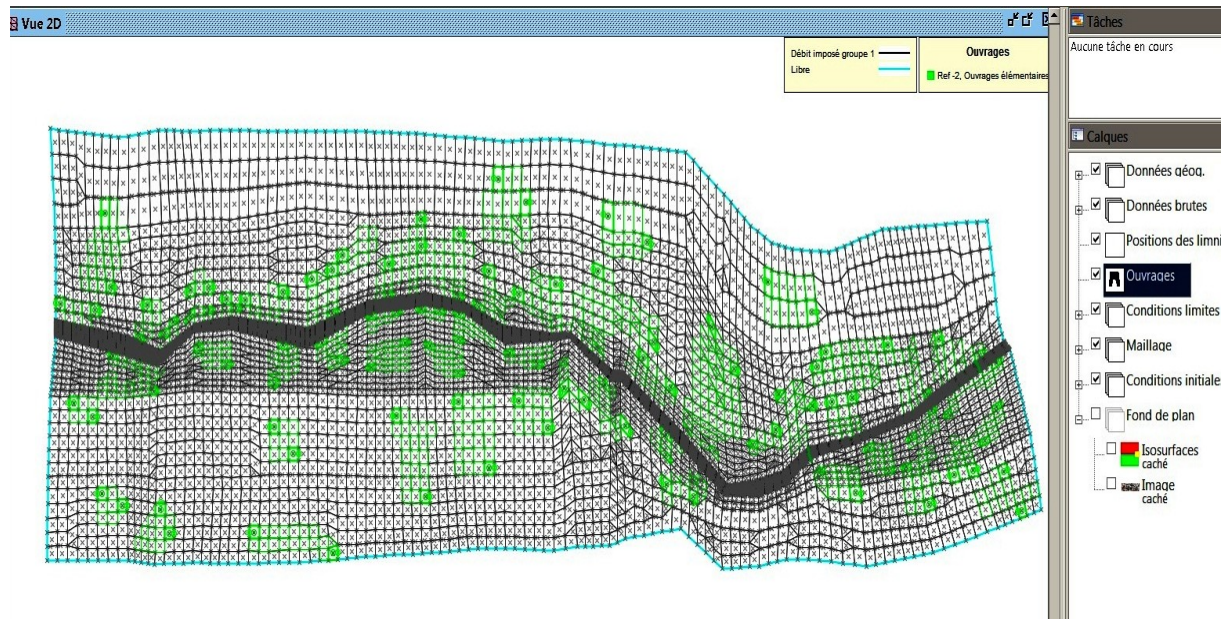 Vue 2D
Débit imposé groupe 1
Libre
Ouvrages
Ref -2, Ouvrages élémentaires
Tâches
Aucune tâche en cours
Calques
Données géog.
Données brutes
Positions des limni
Ouvrages
Conditions limites
Maillage
Conditions initiale
Fond de plan
Isosurfaces
caché
Image
caché